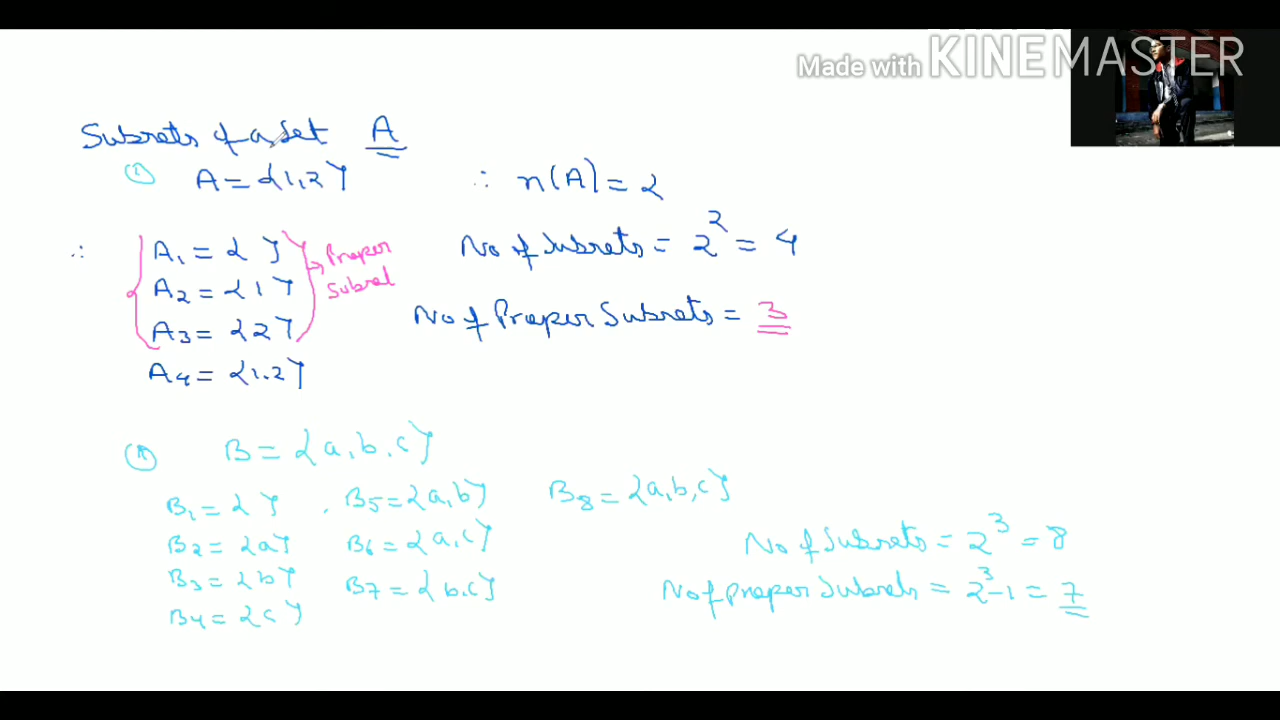 Made with KINEMASTER
Subsets of a Set A
(i) A = {1,2} ∴ n(A) = 2
∴ A₁ = { } Proper Subset
A₂ = {1}
A₃ = {2}
A₄ = {1,2}
No of Subsets = 2² = 4
No of Proper Subsets = 3
(ii) B = {a, b, c}
B₁ = { } B₅ = {a, b} B₈ = {a, b, c}
B₂ = {a} B₆ = {a, c}
B₃ = {b} B₇ = {b, c}
B₄ = {c}
No of Subsets = 2³ = 8
No of Proper Subsets = 2³-1 = 7